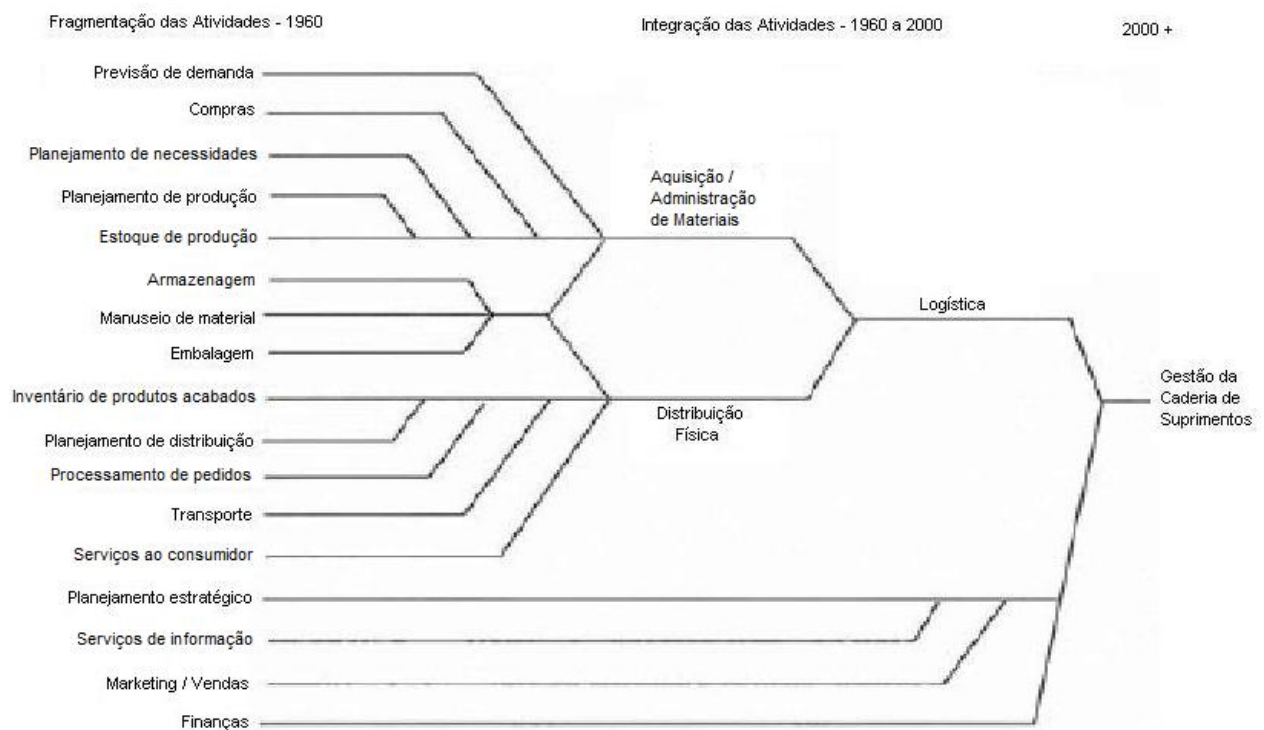 Fragmentação das Atividades - 1960
Integração das Atividades - 1960 a 2000
2000 +
Previsão de demanda
Compras
Planejamento de necessidades
Planejamento de produção
Estoque de produção
Armazenagem
Manuseio de material
Embalagem
Inventário de produtos acabados
Planejamento de distribuição
Processamento de pedidos
Transporte
Serviços ao consumidor
Planejamento estratégico
Serviços de informação
Marketing / Vendas
Finanças
Aquisição /
Administração
de Materiais
Distribuição
Física
Logística
Gestão da
Caderia de
Suprimentos